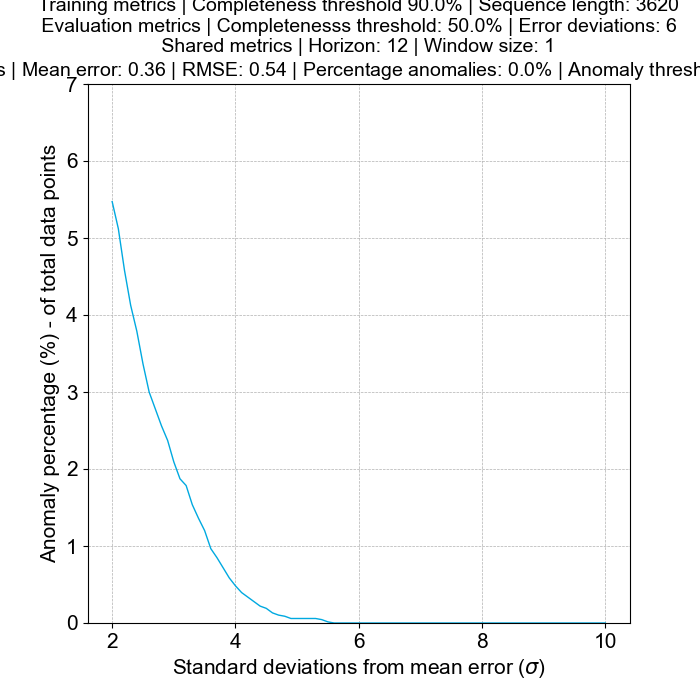 Training metrics | Completeness threshold 90.0% | Sequence length: 3620
Evaluation metrics | Completenesss threshold: 50.0% | Error deviations: 6
Shared metrics | Horizon: 12 | Window size: 1
s | Mean error: 0.36 | RMSE: 0.54 | Percentage anomalies: 0.0% | Anomaly thresh
7
6
5
4
3
2
1
0
Anomaly percentage (%) - of total data points
2 4 6 8 10
Standard deviations from mean error (σ)